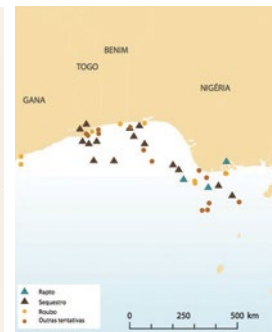 BENIM
TOGO
NIGÉRIA
GANA
Rapto
Sequestro
Roubo
Outras tentativas
0 250 500 km